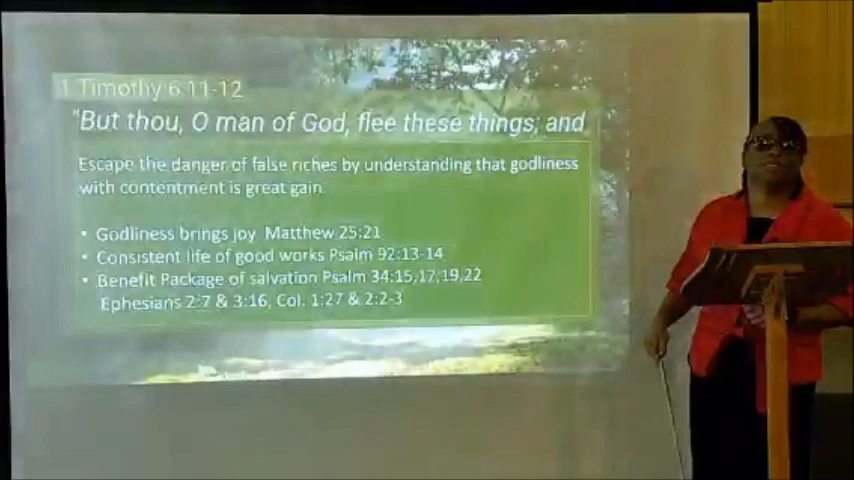 1 Timothy 6:11-12
"But thou, O man of God, flee these things; and
Escape the danger of false riches by understanding that godliness
with contentment is great gain.
• Godliness brings joy Matthew 25:21
• Consistent life of good works Psalm 92:13-14
• Benefit Package of salvation Psalm 34:15,17,19,22
Ephesians 2:7 & 3:16, Col. 1:27 & 2:2-3